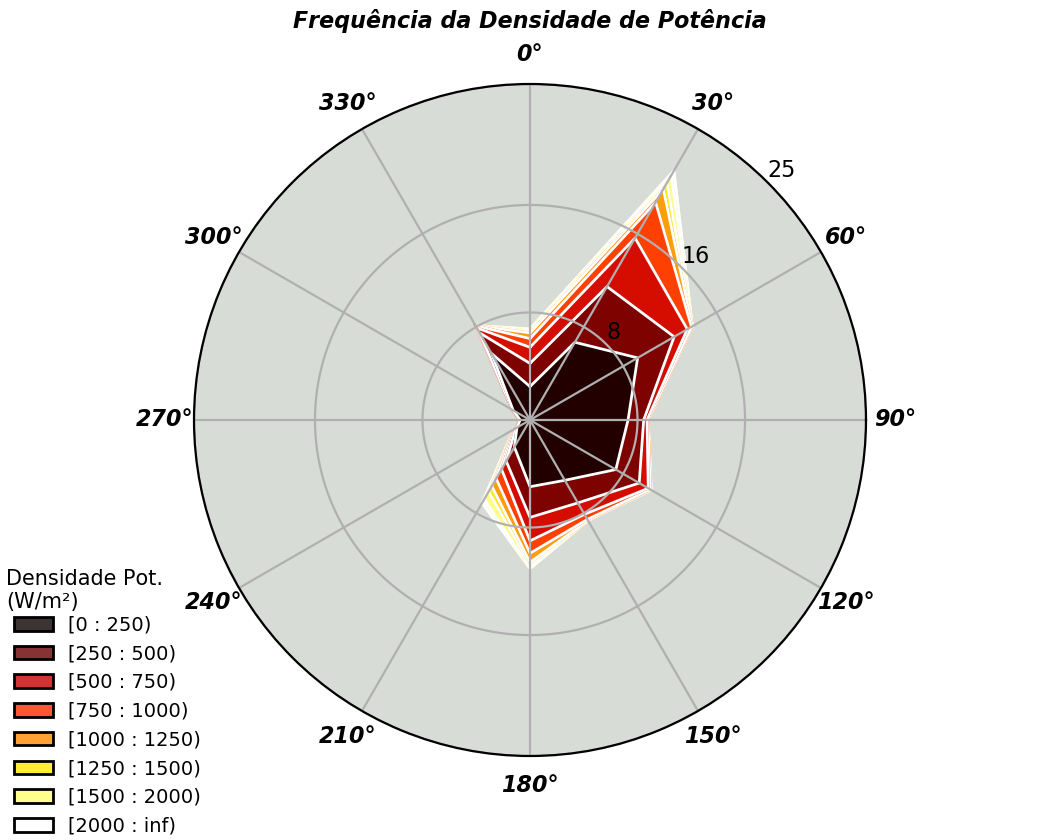 Frequência da Densidade de Potência
0°
330°
30°
25
300°
60°
16
8
270°
90°
240°
120°
210°
150°
180°
Densidade Pot.
(W/m²)
[0 : 250)
[250 : 500)
[500 : 750)
[750 : 1000)
[1000 : 1250)
[1250 : 1500)
[1500 : 2000)
[2000 : inf)